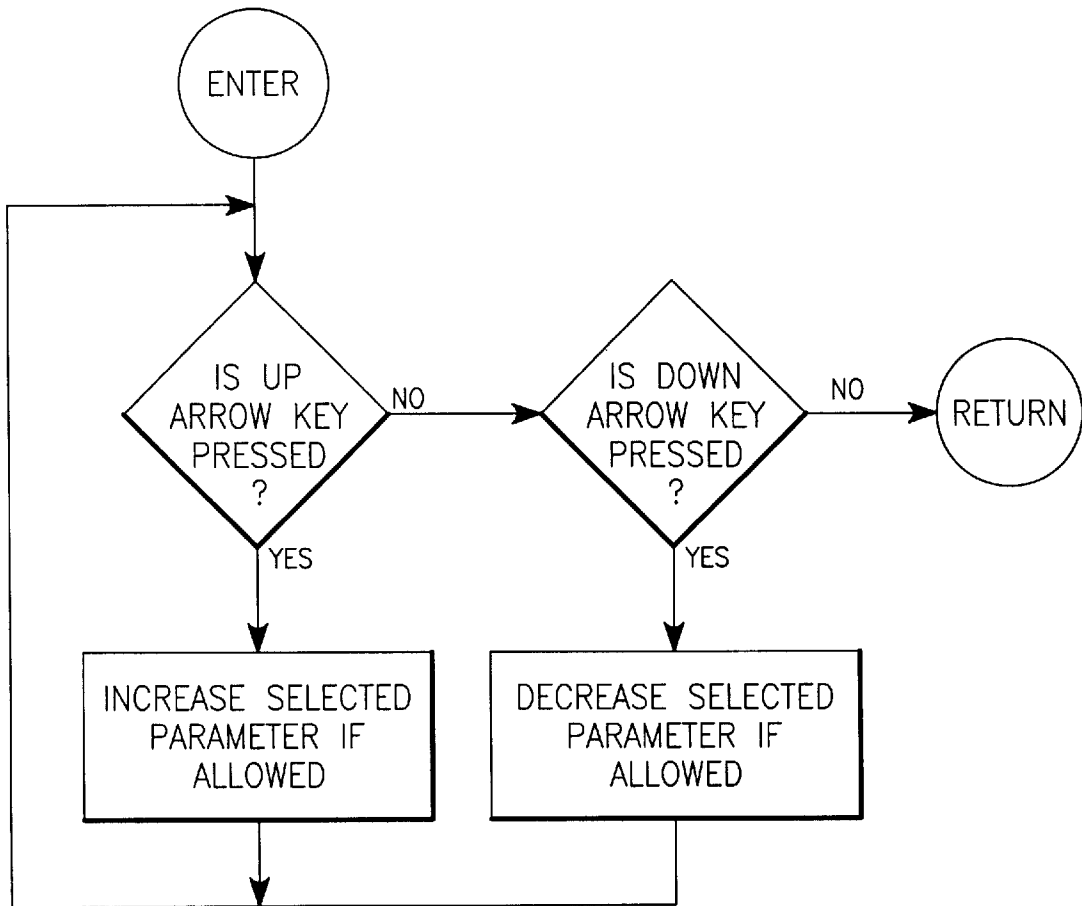 ENTER
IS UP
ARROW KEY
PRESSED
?
NO
YES
IS DOWN
ARROW KEY
PRESSED
?
NO
YES
RETURN
INCREASE SELECTED
PARAMETER IF
ALLOWED
DECREASE SELECTED
PARAMETER IF
ALLOWED